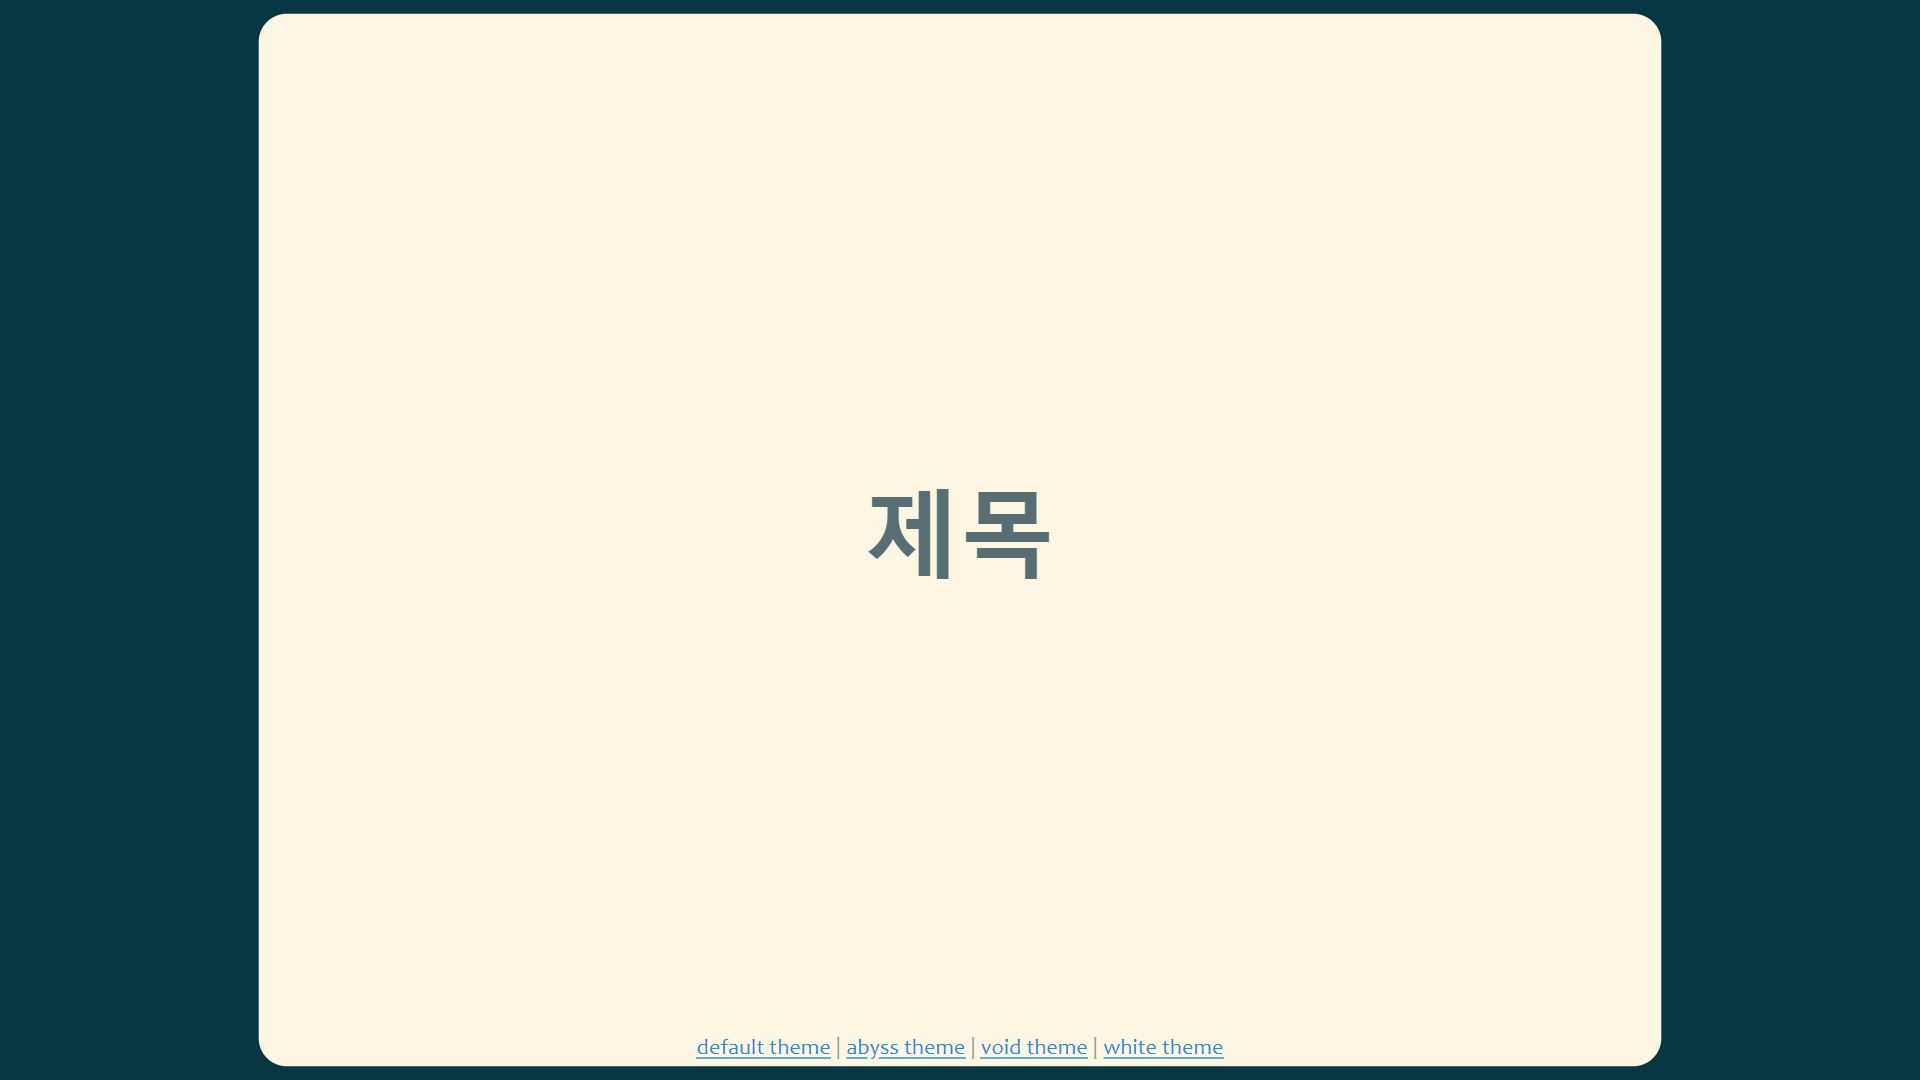 제목
default theme | abyss theme | void theme | white theme